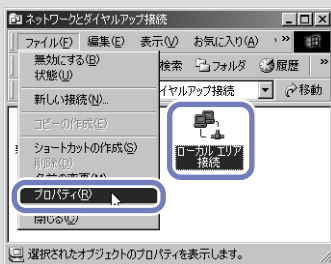 ネットワークとダイヤルアップ接続
ファイル(F) 編集(E) 表示(V) お気に入り(A) »
検索 フォルダ 履歴 »
イヤルアップ接続 移動
無効にする(B)
状態(U)
新しい接続(N)...
コピーの作成(C)
ショートカットの作成(S)
削除(D)
名前の変更(M)
プロパティ(R)
閉じる(C)
ローカル エリア
接続
選択されたオブジェクトのプロパティを表示します。